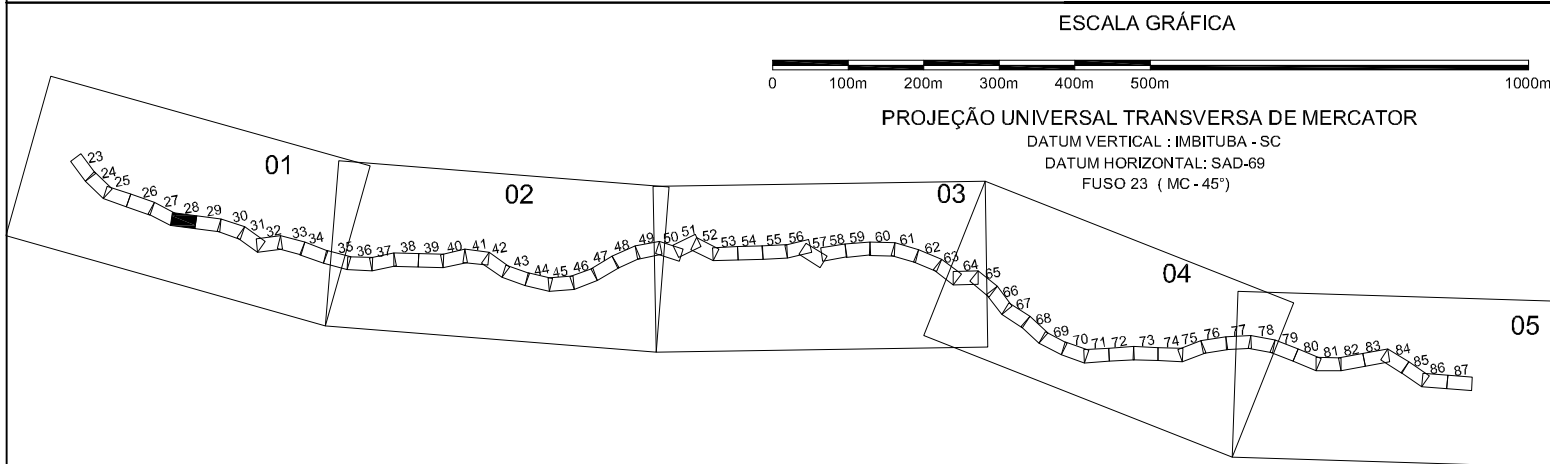 ESCALA GRÁFICA
0 100m 200m 300m 400m 500m 1000m
PROJEÇÃO UNIVERSAL TRANSVERSA DE MERCATOR
DATUM VERTICAL : IMBITUBA - SC
DATUM HORIZONTAL: SAD-69
FUSO 23 ( MC - 45°)
01
02
03
04
05
23 24 25 26 27 28 29 30 31 32 33 34 35 36 37 38 39 40 41 42 43 44 45 46 47 48 49 50 51 52 53 54 55 56 57 58 59 60 61 62 63 64 65 66 67 68 69 70 71 72 73 74 75 76 77 78 79 80 81 82 83 84 85 86 87